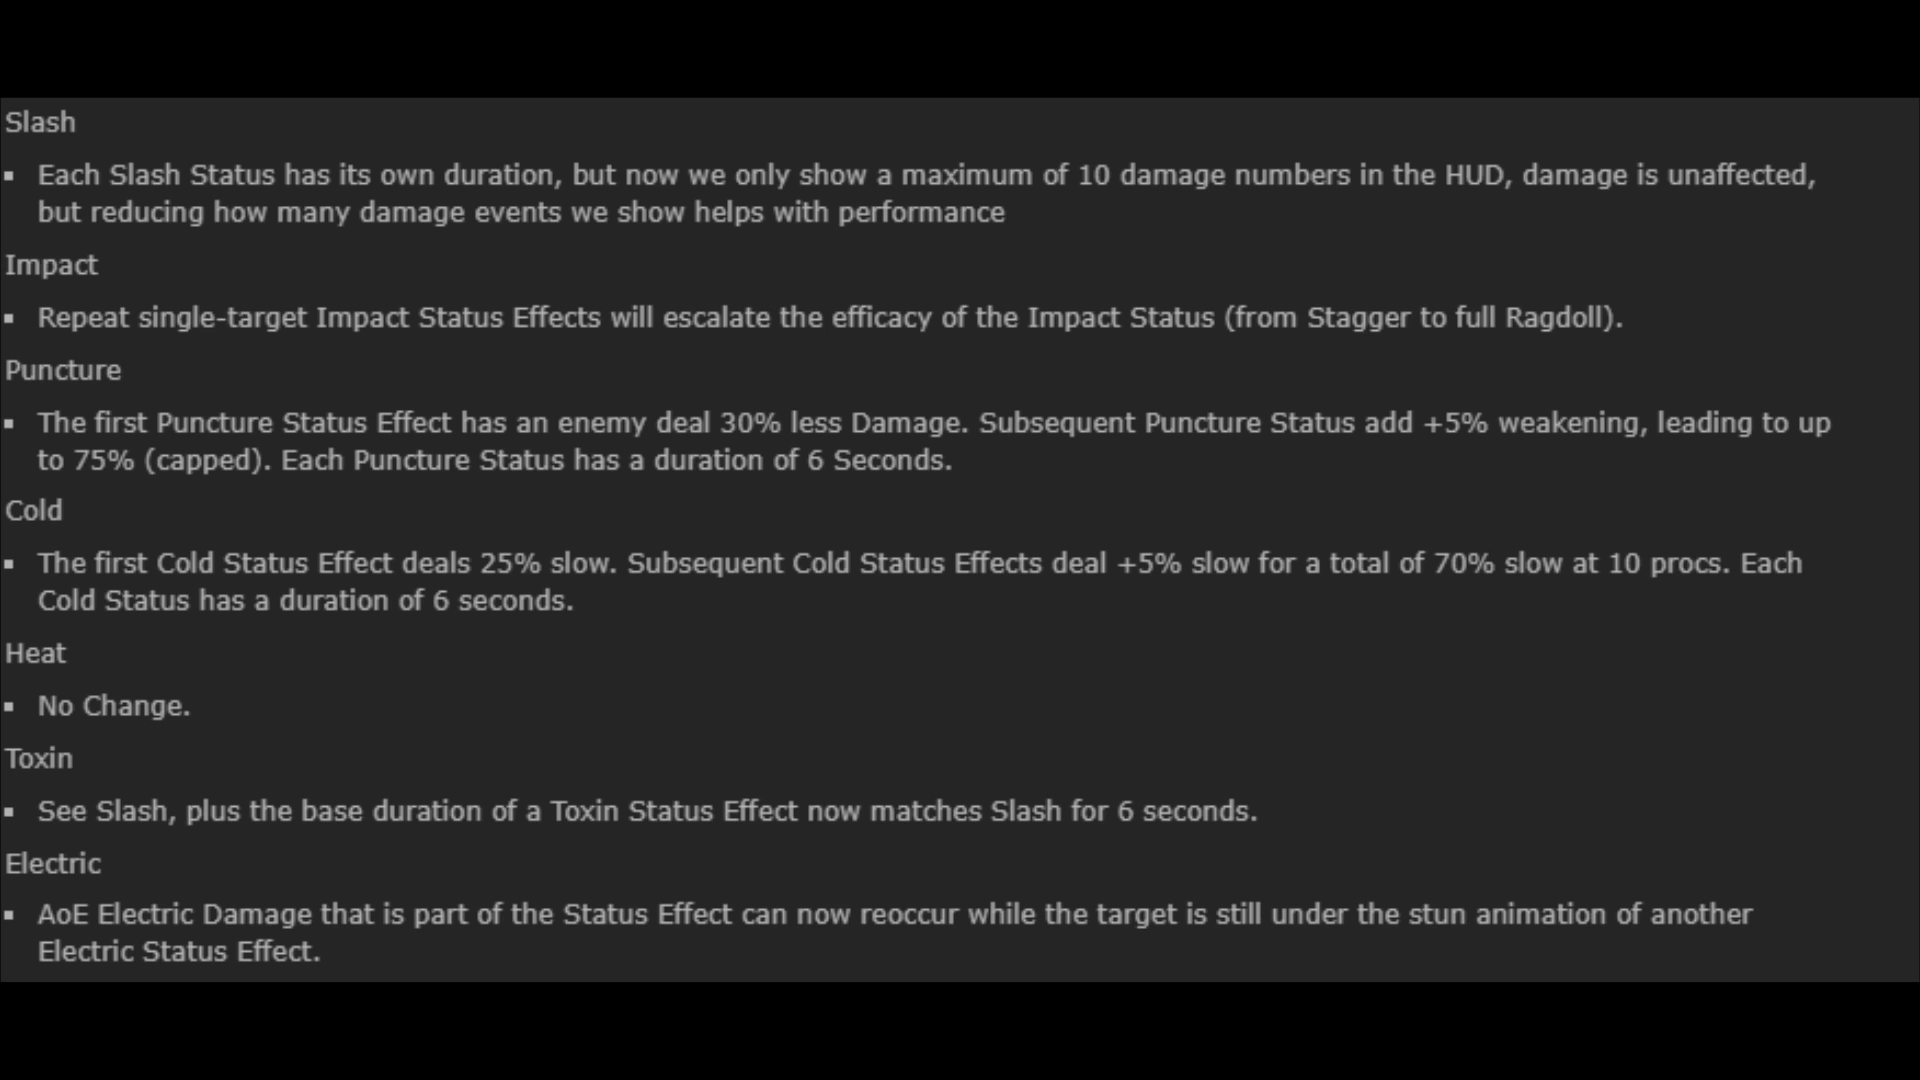 Slash
▪ Each Slash Status has its own duration, but now we only show a maximum of 10 damage numbers in the HUD, damage is unaffected,
but reducing how many damage events we show helps with performance
Impact
▪ Repeat single-target Impact Status Effects will escalate the efficacy of the Impact Status (from Stagger to full Ragdoll).
Puncture
▪ The first Puncture Status Effect has an enemy deal 30% less Damage. Subsequent Puncture Status add +5% weakening, leading to up
to 75% (capped). Each Puncture Status has a duration of 6 Seconds.
Cold
▪ The first Cold Status Effect deals 25% slow. Subsequent Cold Status Effects deal +5% slow for a total of 70% slow at 10 procs. Each
Cold Status has a duration of 6 seconds.
Heat
▪ No Change.
Toxin
▪ See Slash, plus the base duration of a Toxin Status Effect now matches Slash for 6 seconds.
Electric
▪ AoE Electric Damage that is part of the Status Effect can now reoccur while the target is still under the stun animation of another
Electric Status Effect.